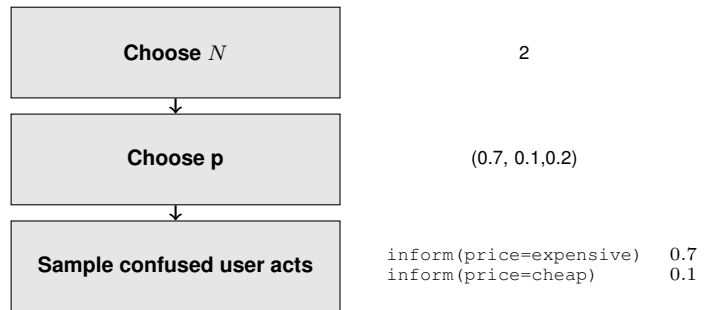 Choose N
2
Choose p
(0.7, 0.1,0.2)
Sample confused user acts
inform(price=expensive) 0.7
inform(price=cheap) 0.1